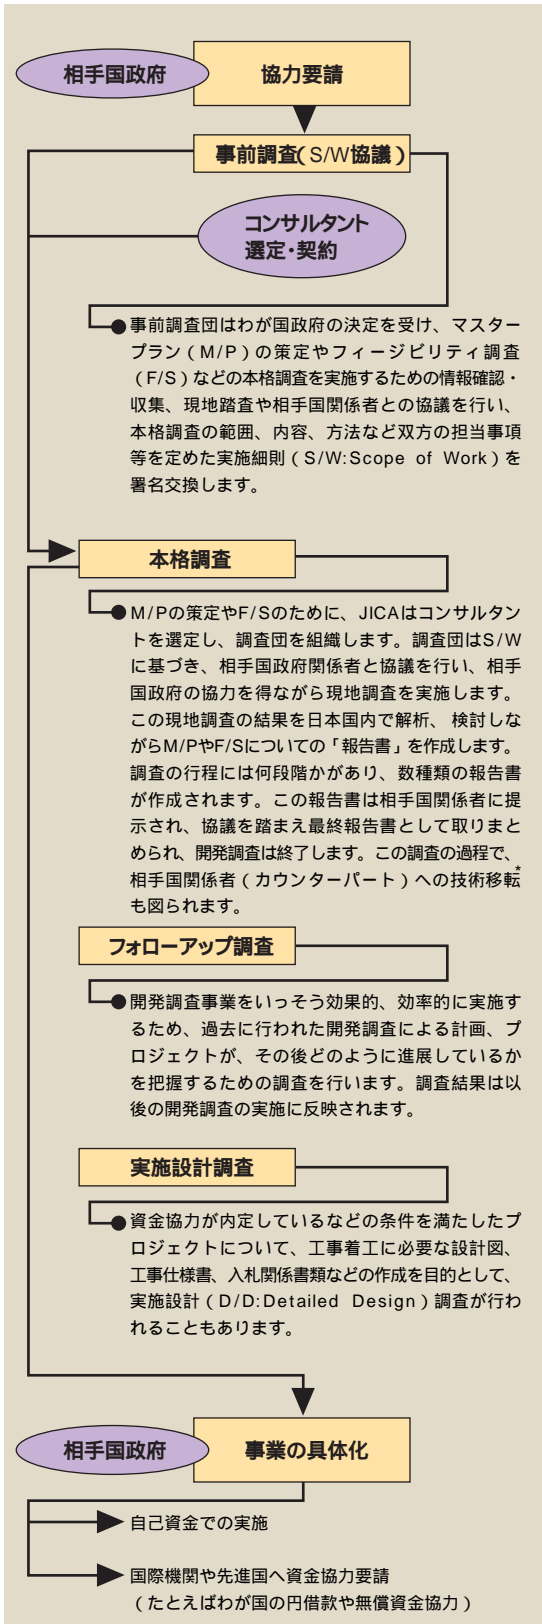 相手国政府
協力要請
事前調査(S/W協議)
コンサルタント
選定・契約
●事前調査団はわが国政府の決定を受け、マスター
プラン(M/P)の策定やフィージビリティ調査
(F/S)などの本格調査を実施するための情報確認・
収集、現地踏査や相手国関係者との協議を行い、
本格調査の範囲、内容、方法など双方の担当事項
等を定めた実施細則(S/W:Scope of Work)を
署名交換します。
本格調査
●M/Pの策定やF/Sのために、JICAはコンサルタン
トを選定し、調査団を組織します。調査団はS/W
に基づき、相手国政府関係者と協議を行い、相手
国政府の協力を得ながら現地調査を実施します。
この現地調査の結果を日本国内で解析、検討しな
がらM/PやF/Sについての「報告書」を作成します。
調査の行程には何段階かがあり、数種類の報告書
が作成されます。この報告書は相手国関係者に提
示され、協議を踏まえ最終報告書として取りまと
められ、開発調査は終了します。この調査の過程で、
相手国関係者(カウンターパート)への技術移転*
も図られます。
フォローアップ調査
●開発調査事業をいっそう効果的、効率的に実施す
るため、過去に行われた開発調査による計画、プ
ロジェクトが、その後どのように進展しているか
を把握するための調査を行います。調査結果は以
後の開発調査の実施に反映されます。
実施設計調査
●資金協力が内定しているなどの条件を満たしたプ
ロジェクトについて、工事着工に必要な設計図、
工事仕様書、入札関係書類などの作成を目的として、
実施設計(D/D:Detailed Design)調査が行わ
れることもあります。
相手国政府
事業の具体化
自己資金での実施
国際機関や先進国へ資金協力要請
(たとえばわが国の円借款や無償資金協力)